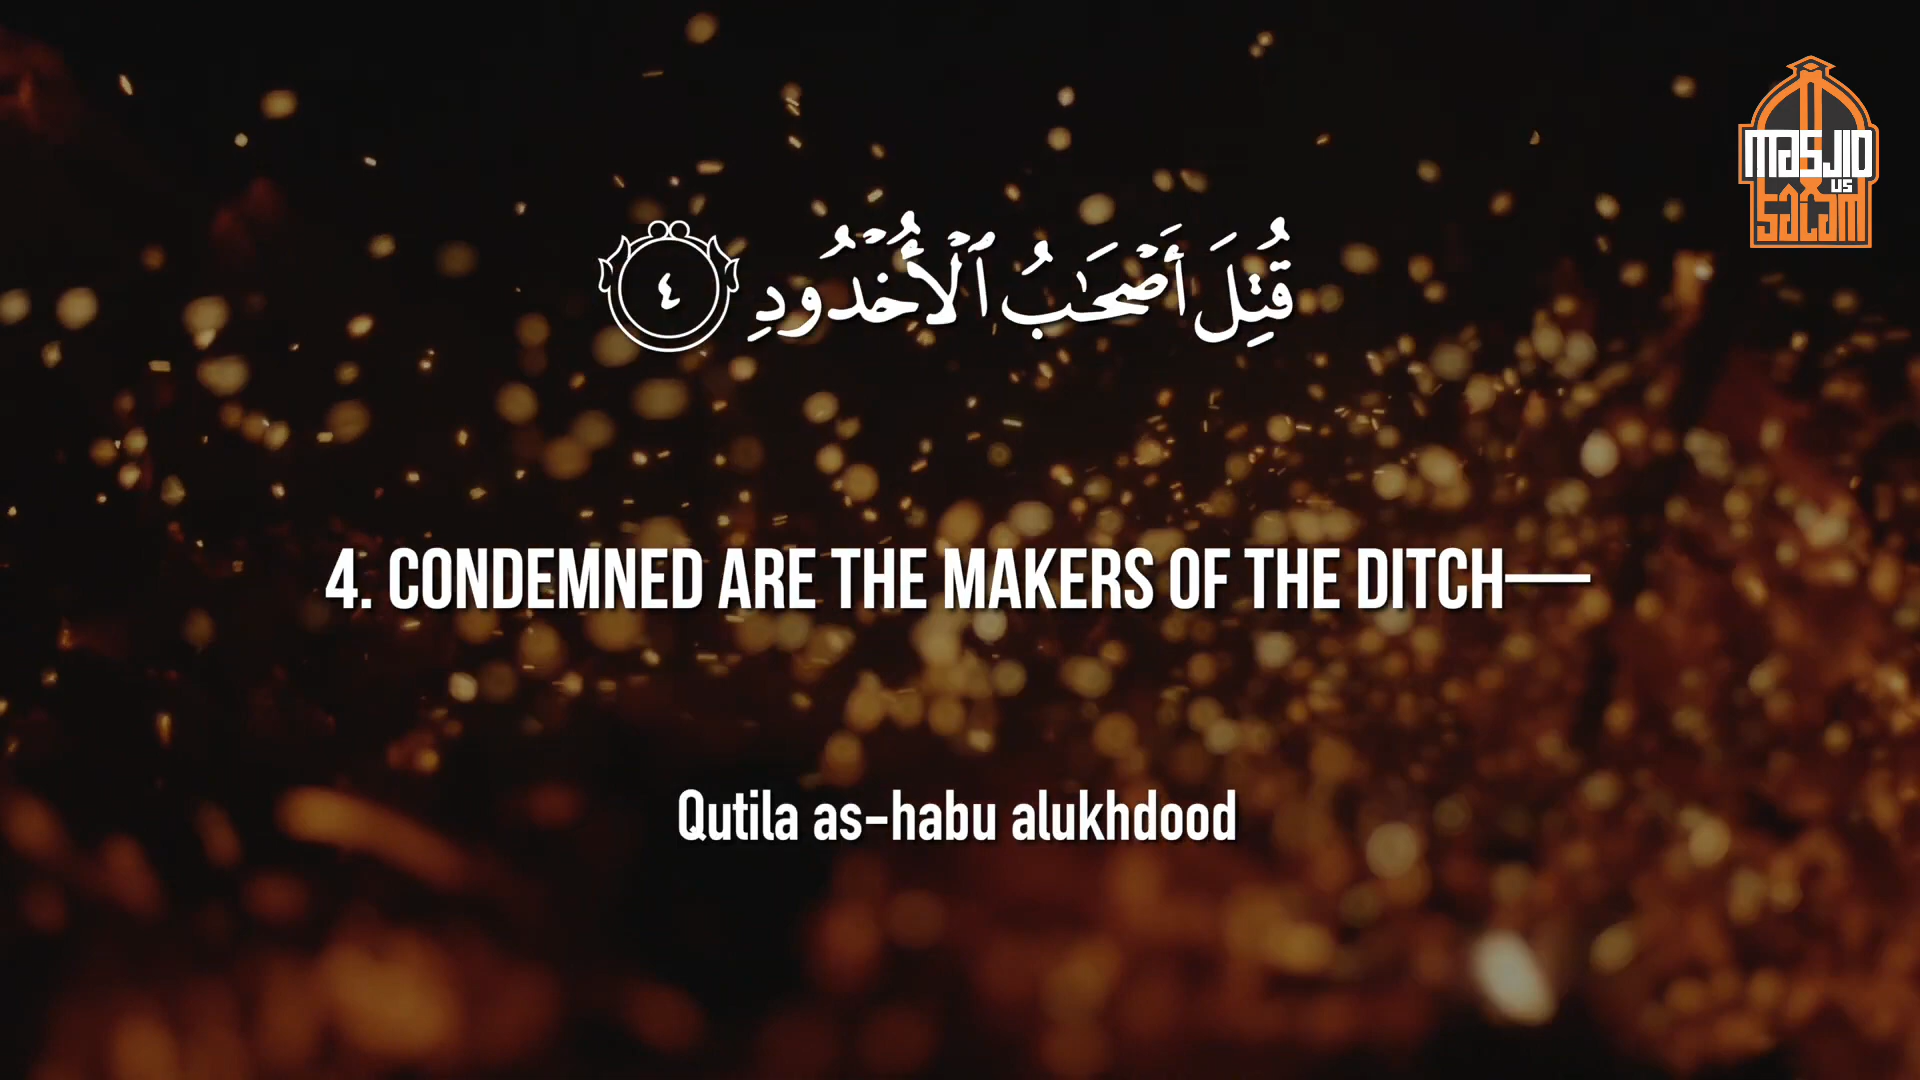 قُتِلَ أَصْحَٰبُ ٱلْأُخْدُودِ ٤
4. CONDEMNED ARE THE MAKERS OF THE DITCH—
Qutila as-habu alukhdood
MASJID
US
SALAM